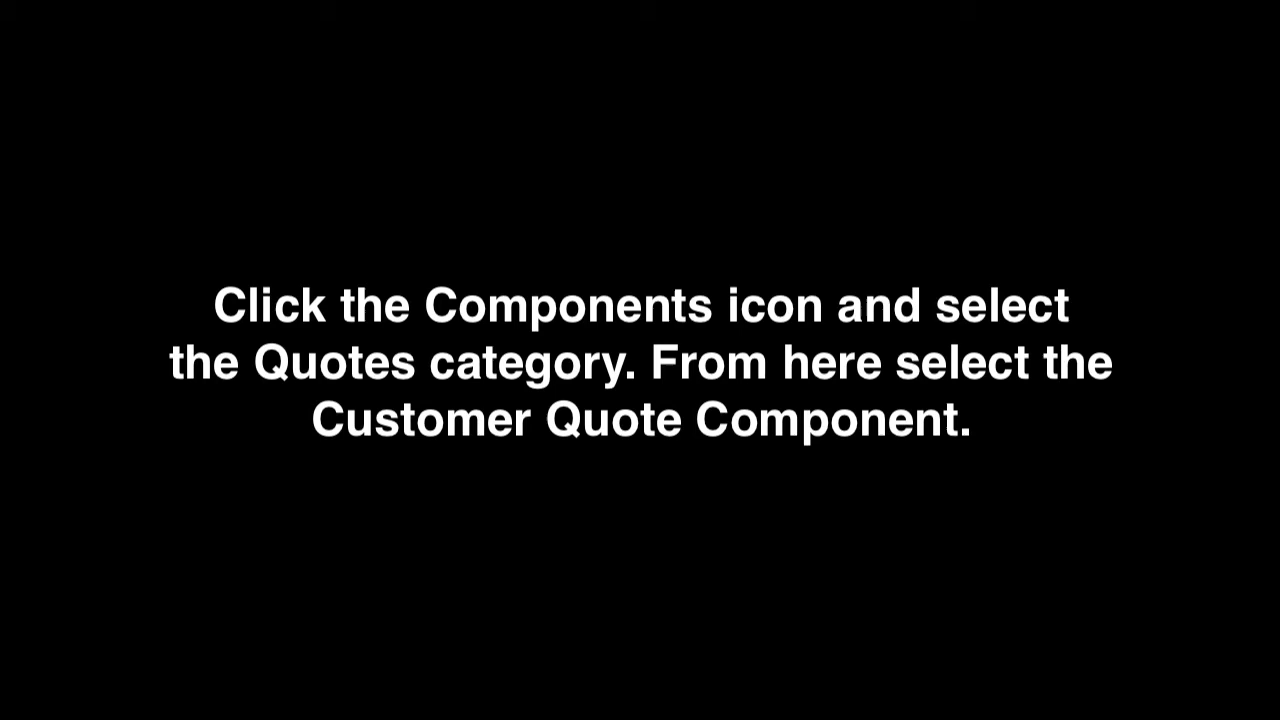 Click the Components icon and select
the Quotes category. From here select the
Customer Quote Component.